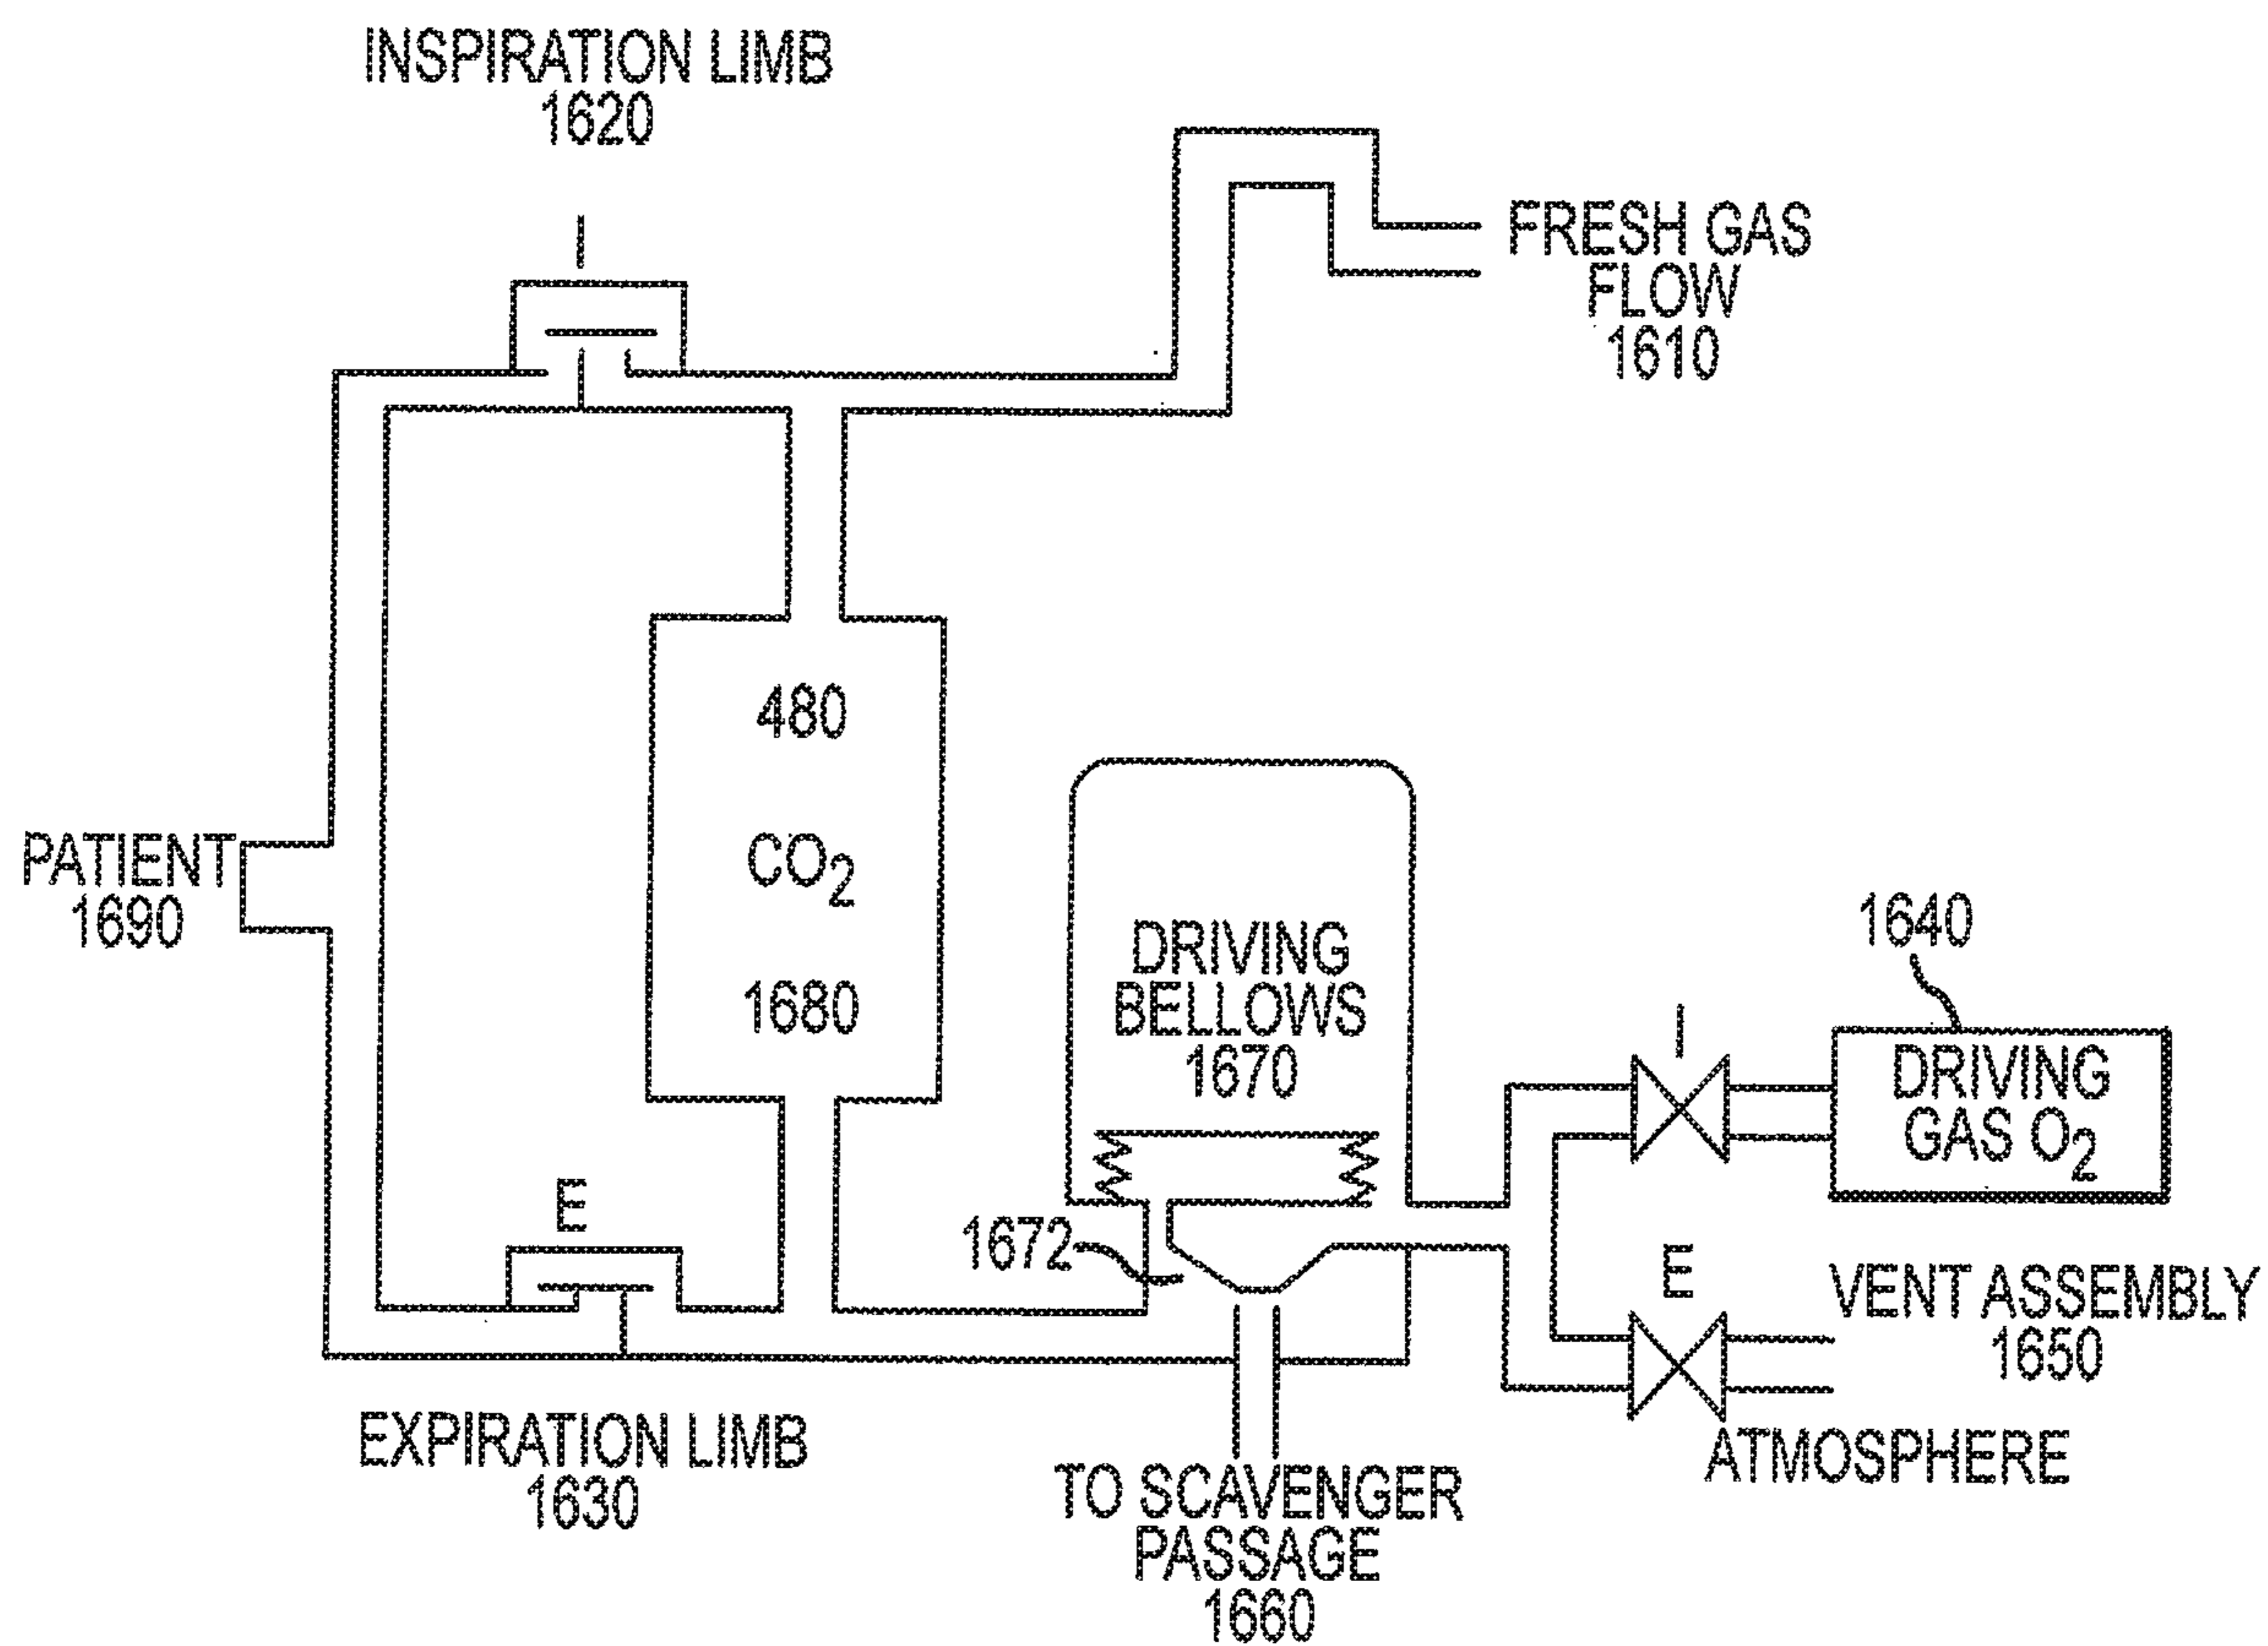 INSPIRATION LIMB
1620
I
FRESH GAS
FLOW
1610
480
CO2
1680
PATIENT
1690
DRIVING
BELLOWS
1670
1672
1640
I
DRIVING
GAS O2
E
E
VENT ASSEMBLY
1650
ATMOSPHERE
EXPIRATION LIMB
1630
TO SCAVENGER
PASSAGE
1660